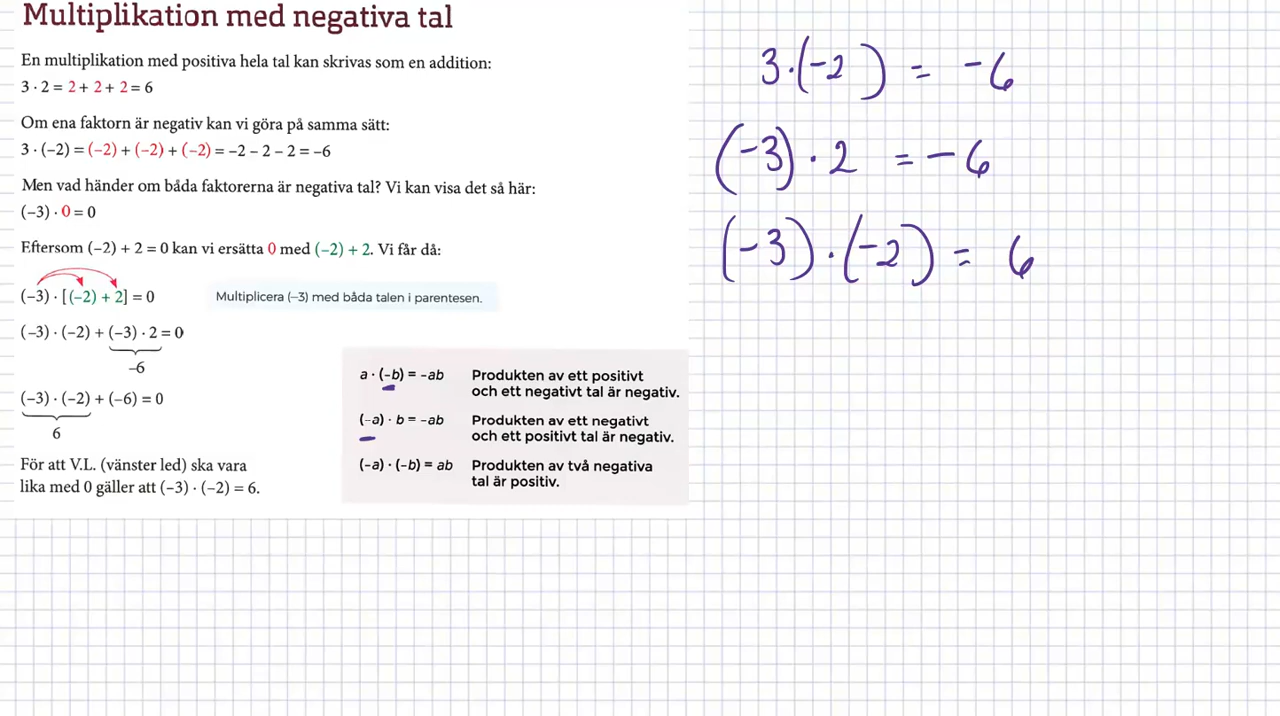 Multiplikation med negativa tal
En multiplikation med positiva hela tal kan skrivas som en addition:
3 · 2 = 2 + 2 + 2 = 6
Om ena faktorn är negativ kan vi göra på samma sätt:
3 · (−2) = (−2) + (−2) + (−2) = −2 − 2 − 2 = −6
Men vad händer om båda faktorerna är negativa tal? Vi kan visa det så här:
(−3) · 0 = 0
Eftersom (−2) + 2 = 0 kan vi ersätta 0 med (−2) + 2. Vi får då:
(−3) · [(−2) + 2] = 0
Multiplicera (−3) med båda talen i parentesen.
(−3) · (−2) + (−3) · 2 = 0
−6
(−3) · (−2) + (−6) = 0
6
För att V.L. (vänster led) ska vara
lika med 0 gäller att (−3) · (−2) = 6.
a · (−b) = −ab
Produkten av ett positivt
och ett negativt tal är negativ.
(−a) · b = −ab
Produkten av ett negativt
och ett positivt tal är negativ.
(−a) · (−b) = ab
Produkten av två negativa
tal är positiv.
3 · (−2) = −6
(−3) · 2 = −6
(−3) · (−2) = 6